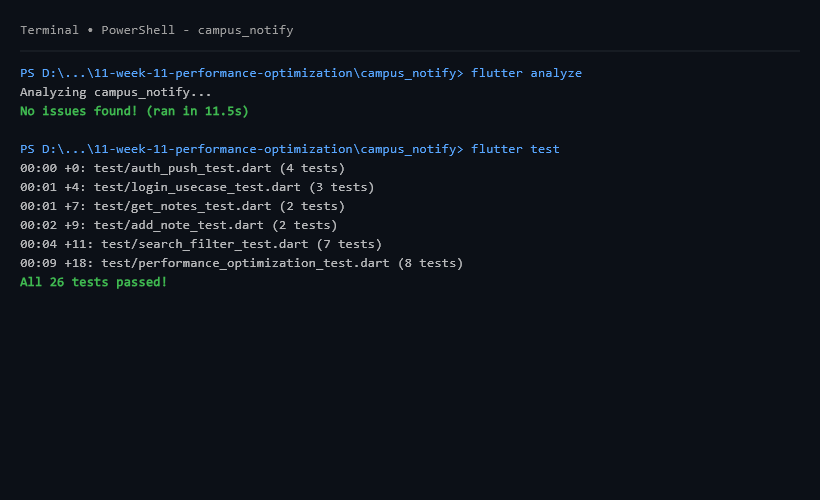 Terminal • PowerShell - campus_notify
PS D:\...\11-week-11-performance-optimization\campus_notify> flutter analyze
Analyzing campus_notify...
No issues found! (ran in 11.5s)
PS D:\...\11-week-11-performance-optimization\campus_notify> flutter test
00:00 +0: test/auth_push_test.dart (4 tests)
00:01 +4: test/login_usecase_test.dart (3 tests)
00:01 +7: test/get_notes_test.dart (2 tests)
00:02 +9: test/add_note_test.dart (2 tests)
00:04 +11: test/search_filter_test.dart (7 tests)
00:09 +18: test/performance_optimization_test.dart (8 tests)
All 26 tests passed!